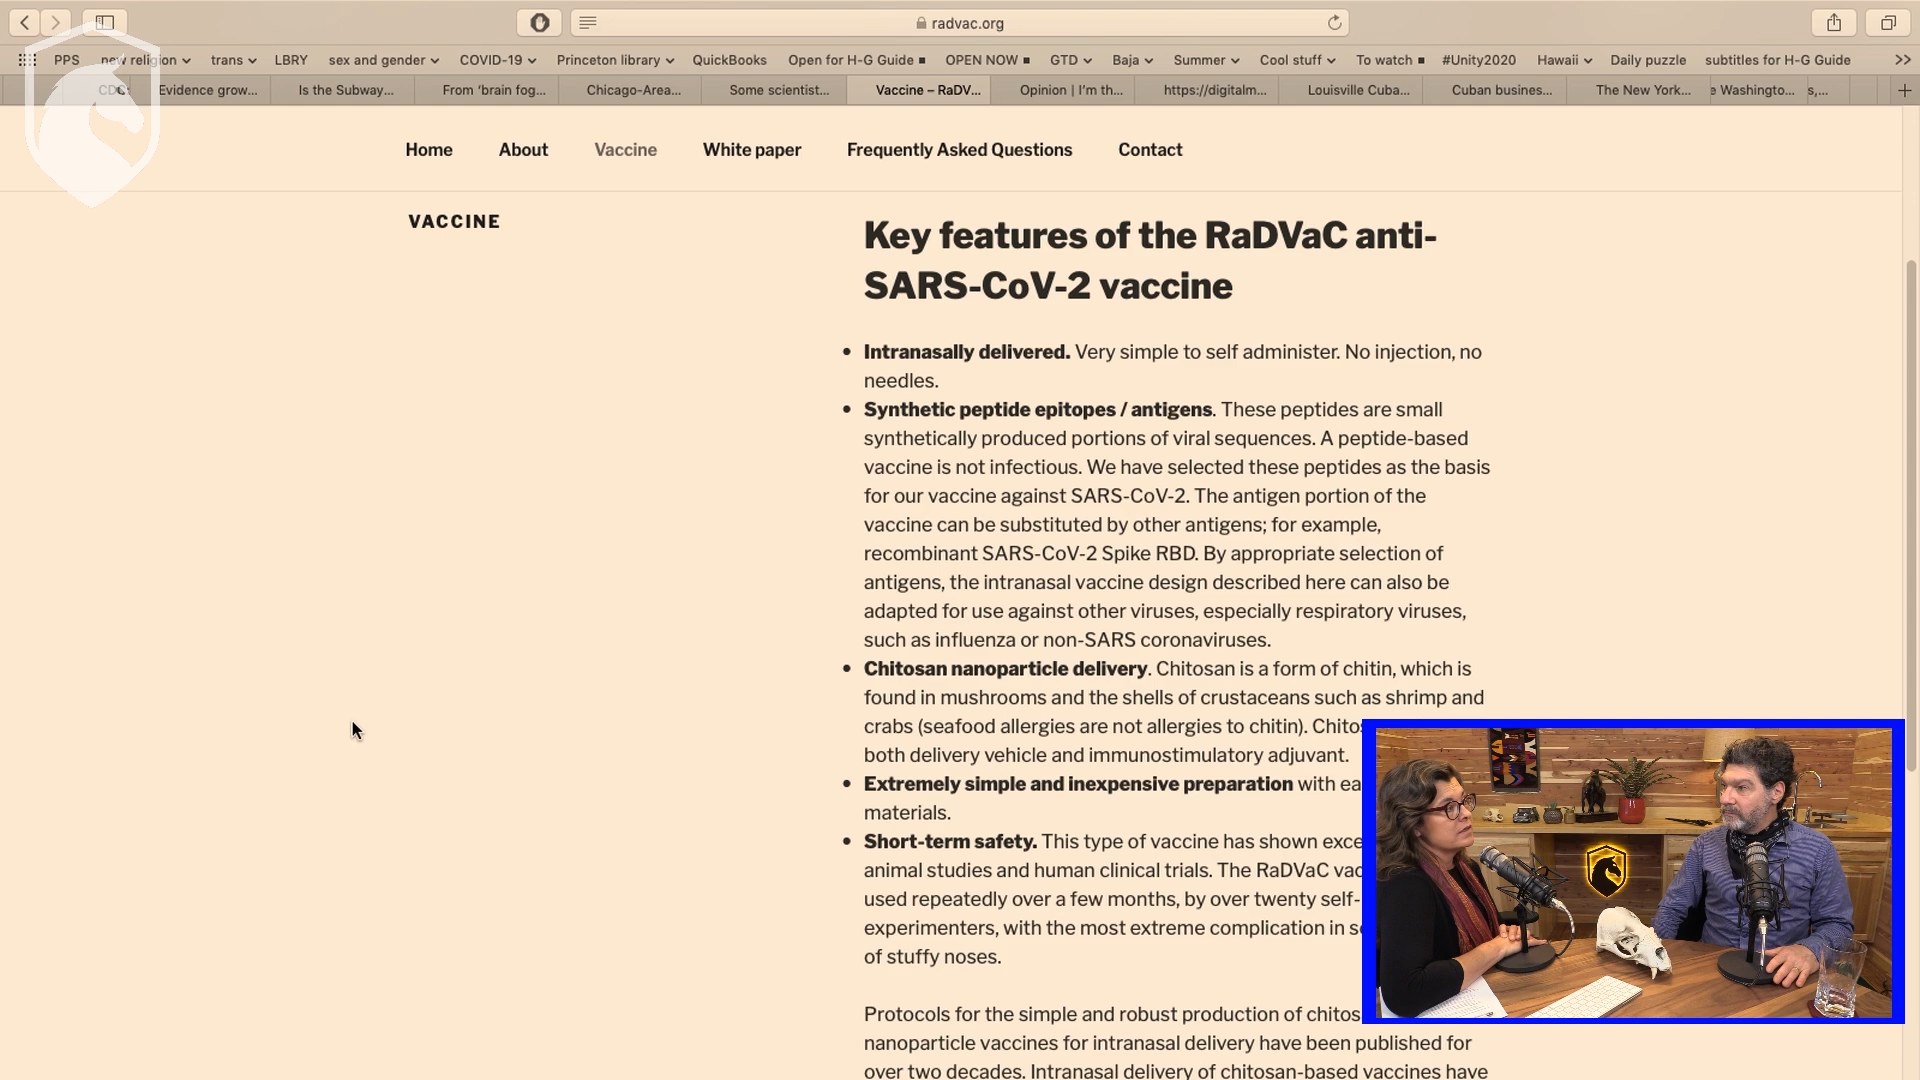 radvac.org
PPS new religion trans LBRY sex and gender COVID-19 Princeton library QuickBooks Open for H-G Guide OPEN NOW GTD Baja Summer Cool stuff To watch #Unity2020 Hawaii Daily puzzle subtitles for H-G Guide
Evidence grow... Is the Subway... From ‘brain fog... Chicago-Area... Some scientist... Vaccine – RaDV... Opinion | I’m th... https://digitalm... Louisville Cuba... Cuban busines... The New York... Washingto... s,...
Home About Vaccine White paper Frequently Asked Questions Contact
VACCINE
Key features of the RaDVaC anti-
SARS-CoV-2 vaccine
• Intranasally delivered. Very simple to self administer. No injection, no
needles.
• Synthetic peptide epitopes / antigens. These peptides are small
synthetically produced portions of viral sequences. A peptide-based
vaccine is not infectious. We have selected these peptides as the basis
for our vaccine against SARS-CoV-2. The antigen portion of the
vaccine can be substituted by other antigens; for example,
recombinant SARS-CoV-2 Spike RBD. By appropriate selection of
antigens, the intranasal vaccine design described here can also be
adapted for use against other viruses, especially respiratory viruses,
such as influenza or non-SARS coronaviruses.
• Chitosan nanoparticle delivery. Chitosan is a form of chitin, which is
found in mushrooms and the shells of crustaceans such as shrimp and
crabs (seafood allergies are not allergies to chitin).
both delivery vehicle and immunostimulatory adjuvant.
• Extremely simple and inexpensive preparation with
materials.
• Short-term safety. This type of vaccine has shown
animal studies and human clinical trials. The RaDVaC
used repeatedly over a few months, by over twenty self-
experimenters, with the most extreme complication in
of stuffy noses.
Protocols for the simple and robust production of
nanoparticle vaccines for intranasal delivery have been published for
over two decades. Intranasal delivery of chitosan-based vaccines have